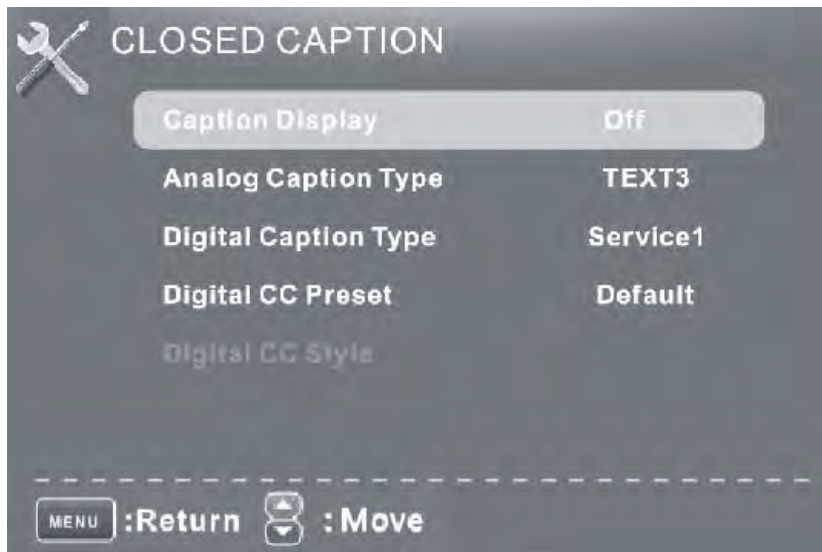 CLOSED CAPTION
Caption Display Off
Analog Caption Type TEXT3
Digital Caption Type Service1
Digital CC Preset Default
Digital CC Style
MENU :Return : Move